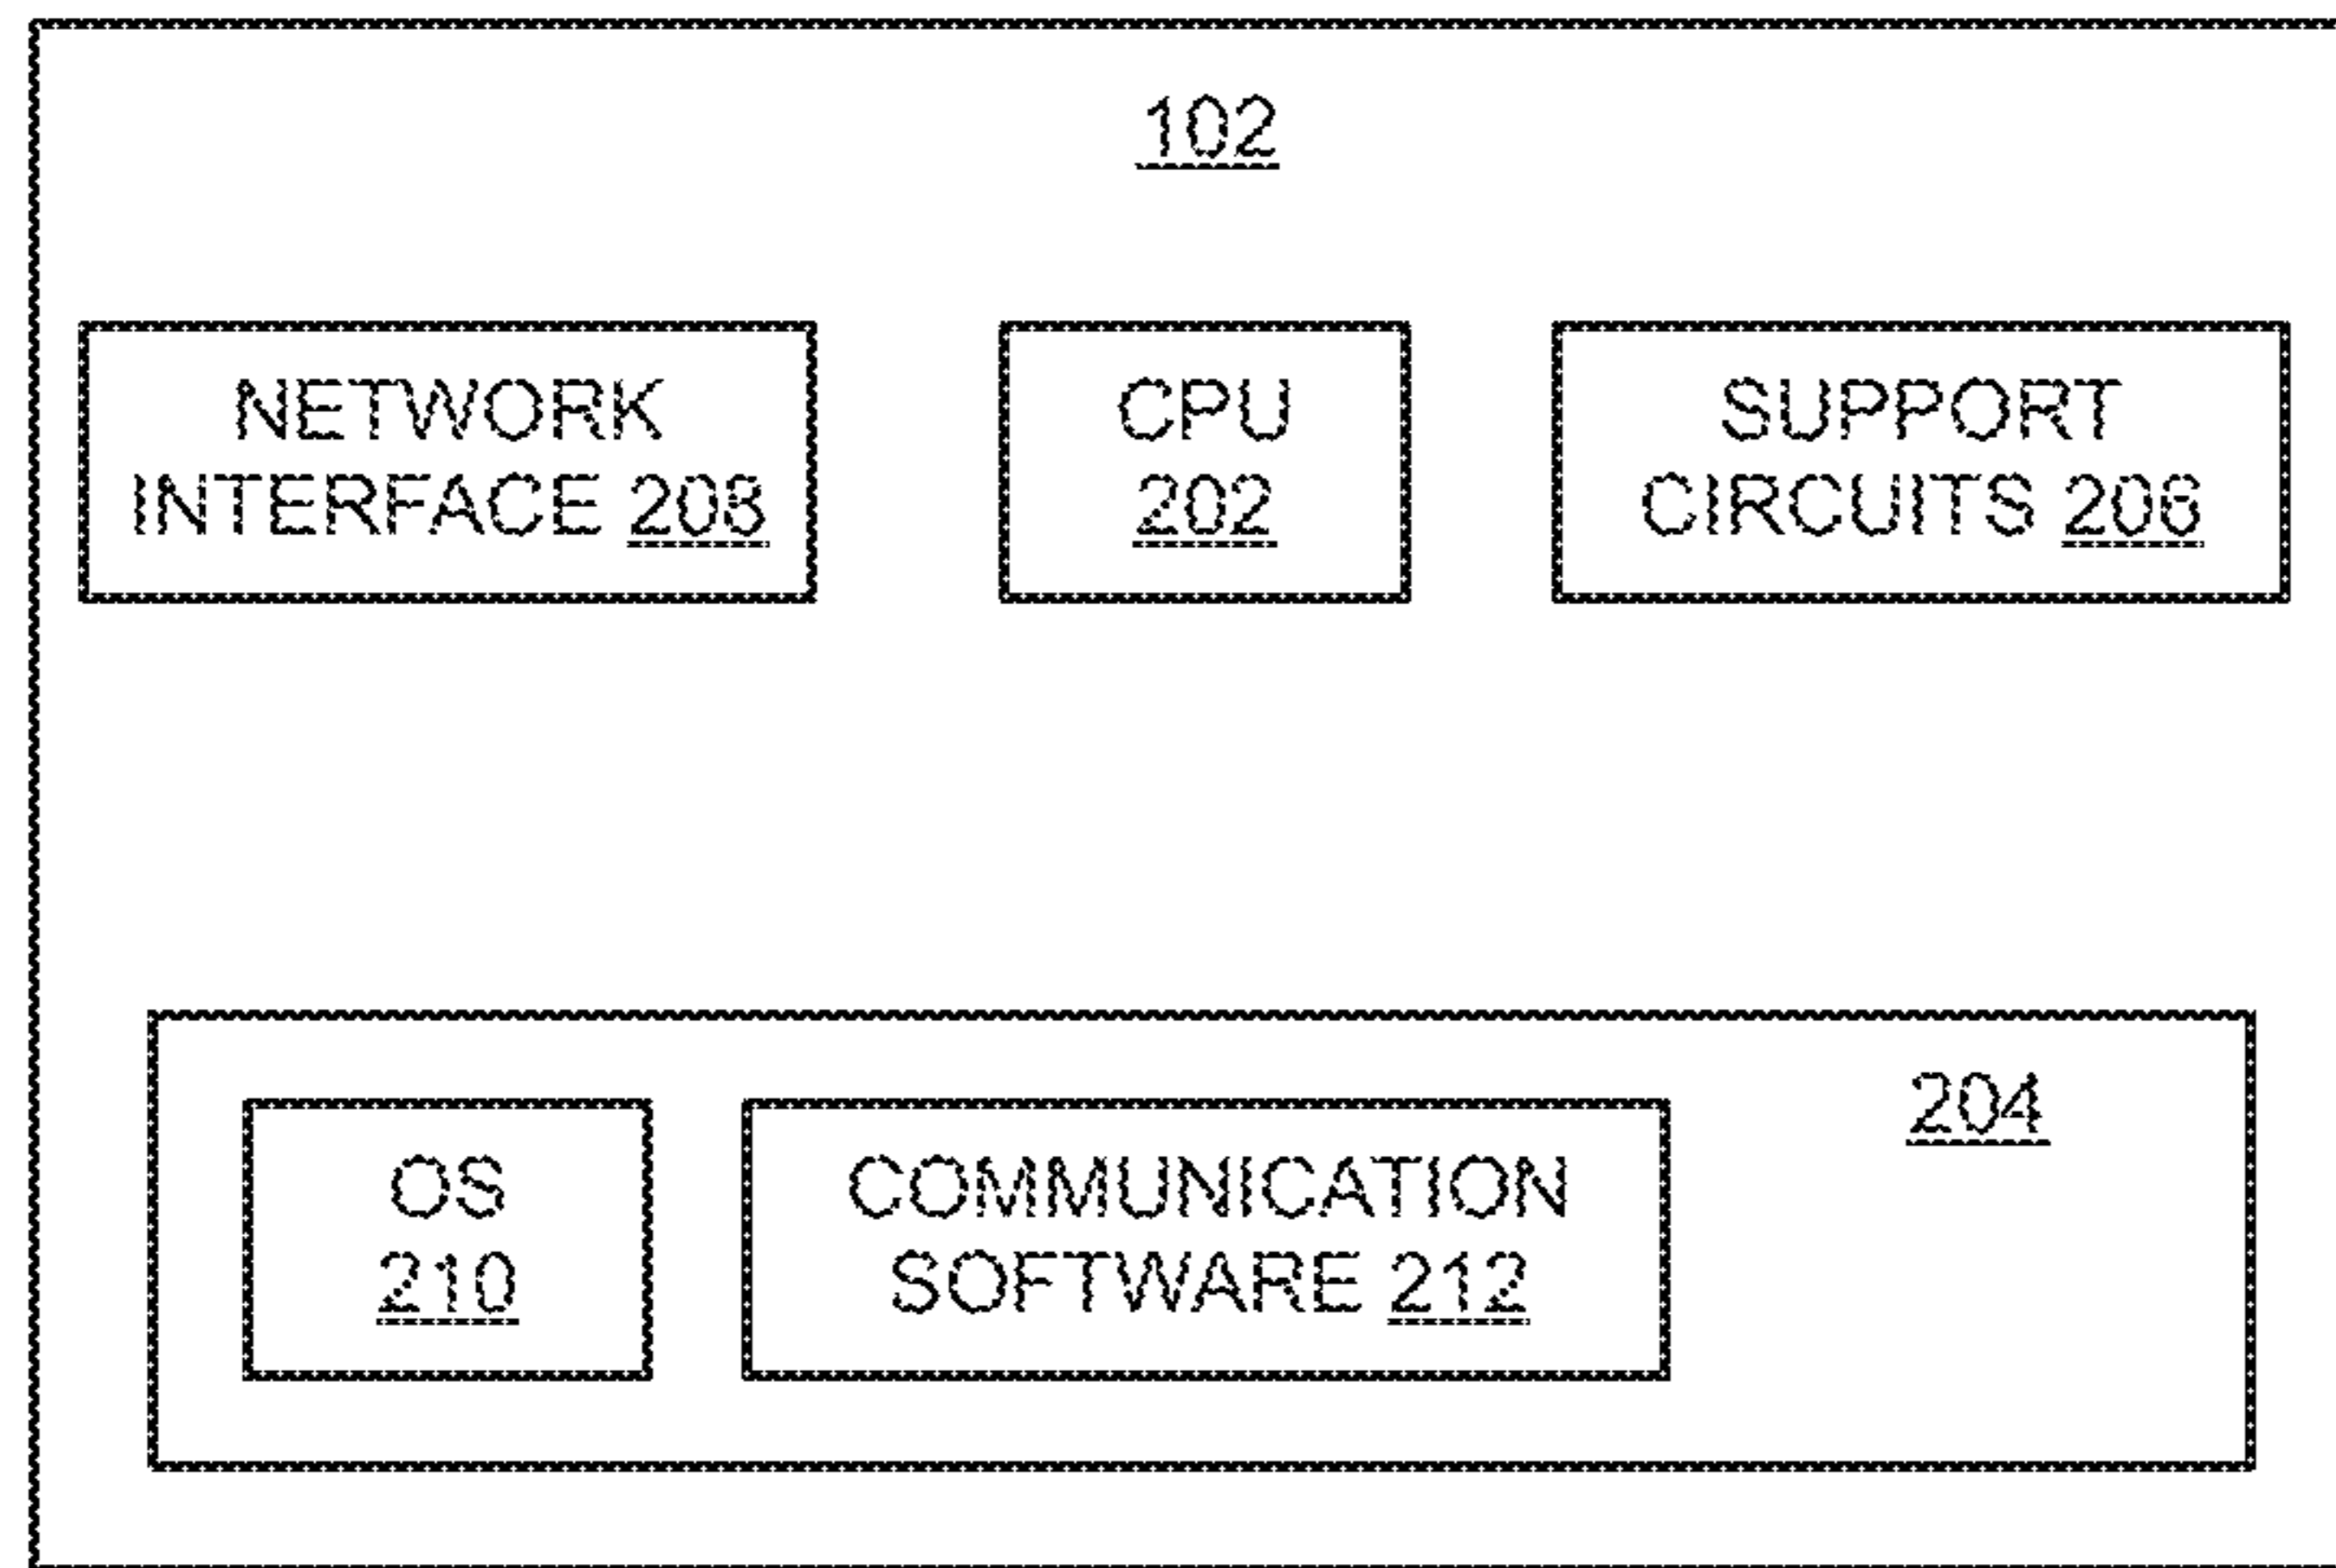 102
NETWORK
INTERFACE 208
CPU
202
SUPPORT
CIRCUITS 206
204
OS
210
COMMUNICATION
SOFTWARE 212